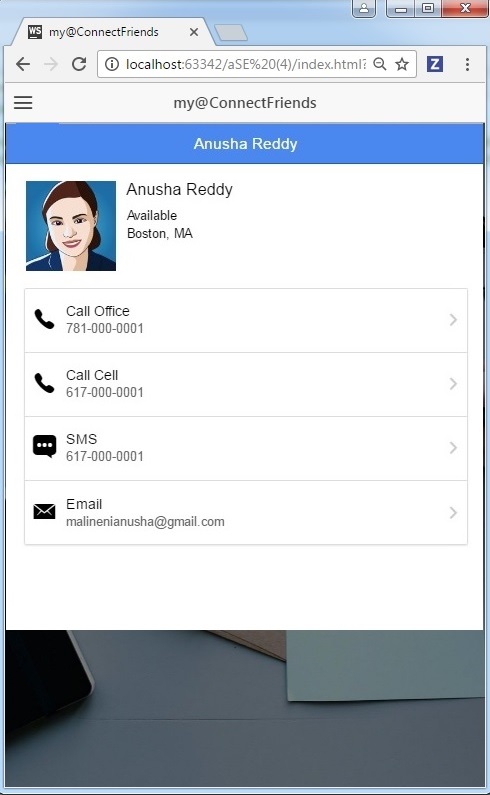 WS my@ConnectFriends
localhost:63342/aSE%20(4)/index.html?
Z
my@ConnectFriends
Anusha Reddy
Anusha Reddy
Available
Boston, MA
Call Office
781-000-0001
Call Cell
617-000-0001
SMS
617-000-0001
Email
malinenianusha@gmail.com